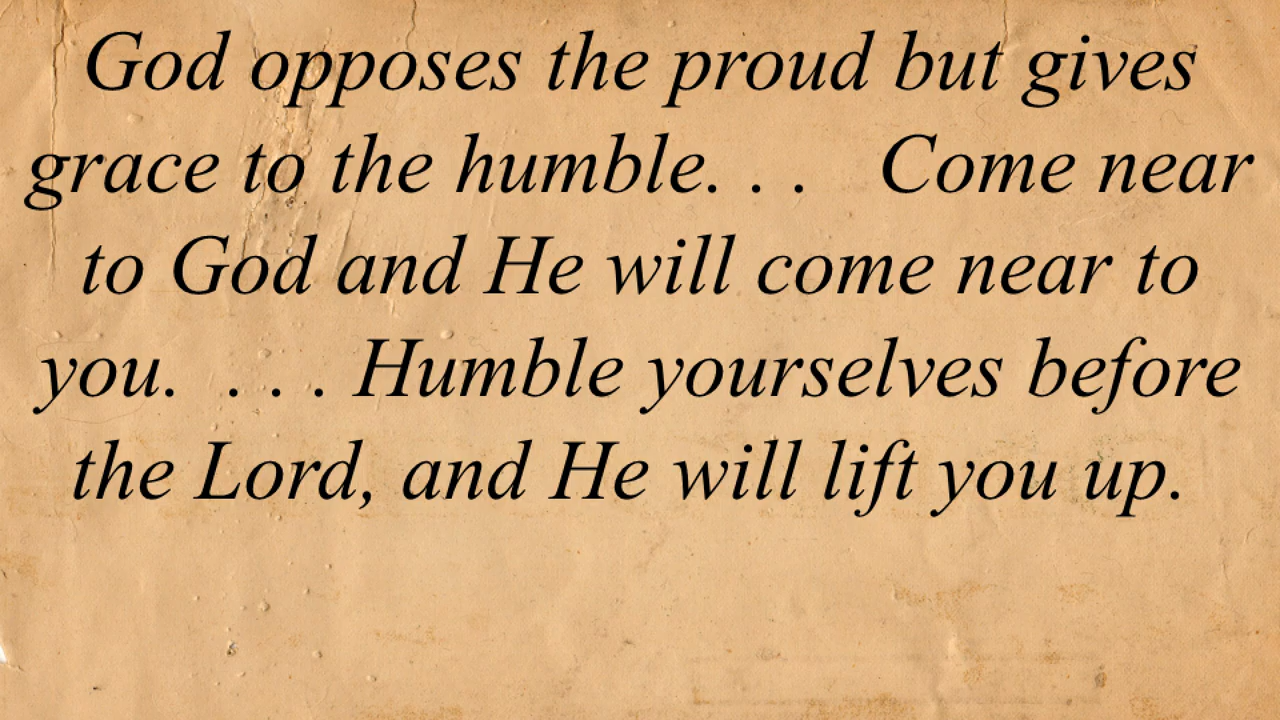 God opposes the proud but gives
grace to the humble. . .   Come near
to God and He will come near to
you.  . . . Humble yourselves before
the Lord, and He will lift you up.